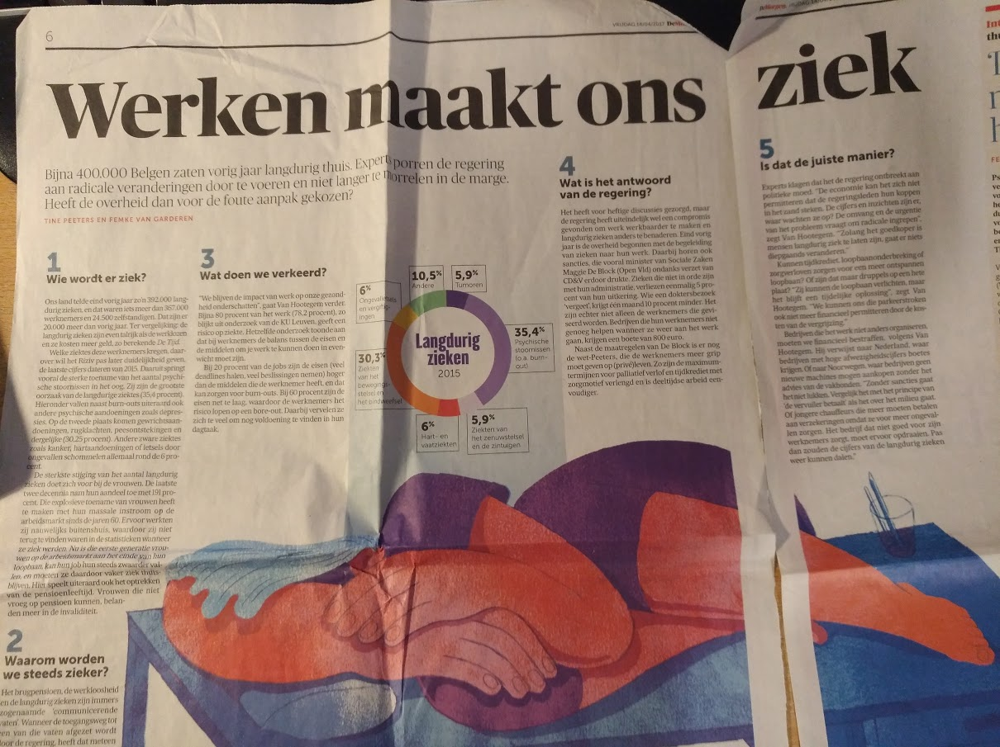 6
VRIJDAG 14/04/2017 De
Werken maakt ons ziek
Bijna 400.000 Belgen zaten vorig jaar langdurig thuis. Experts porren de regering
aan radicale veranderingen door te voeren en niet langer te morrelen in de marge.
Heeft de overheid dan voor de foute aanpak gekozen?
TINE PEETERS EN FEMKE VAN GARDEREN
1
Wie wordt er ziek?
Ons land telde eind vorig jaar zo'n 392.000 lang-
durig zieken, en dat waren iets meer dan 367.000
werknemers en 24.500 zelfstandigen. Dat zijn er
20.000 meer dan vorig jaar. Ter vergelijking: de
langdurig zieken zijn even talrijk als de werklozen
en ze kosten meer geld, zo berekende De Tijd.
Welke ziektes deze werknemers kregen, daar-
over wil het Riziv pas later duidelijkheid geven,
de laatste cijfers dateren van 2015. Daaruit springt
vooral de sterke toename van het aantal psychi-
sche stoornissen in het oog. Zij zijn de grootste
oorzaak van de langdurige ziektes (35,4 procent).
Hieronder vallen naast burn-outs uiteraard ook
andere psychische aandoeningen zoals depres-
sies. Op de tweede plaats komen gewrichtsaan-
doeningen, rugklachten, peesontstekingen en
dergelijke (30,25 procent). Andere zware ziektes
zoals kanker, hartaandoeningen of letsels door
ongevallen schommelen allemaal rond de 6 pro-
cent.
De sterkste stijging van het aantal langdurig
zieken doet zich voor bij de vrouwen. De laatste
twee decennia nam hun aandeel toe met 191 pro-
cent. Die explosieve toename van vrouwen heeft
te maken met hun massale instroom op de
arbeidsmarkt sinds de jaren 60. Ervoor werkten
zij nauwelijks buitenshuis, waardoor zij niet
terug te vinden waren in de statistieken wanneer
ze ziek werden. Nu is die eerste generatie vrou-
wen op de arbeidsmarkt aan het einde van hun
loopbaan, kan hun job hun steeds zwaarder val-
len, en moeten ze daardoor vaker ziek thuis-
blijven. Hier speelt uiteraard ook het optrekken
van de pensioenleeftijd. Vrouwen die niet
vroeg op pensioen kunnen, belan-
den meer in de invaliditeit.
2
Waarom worden
we steeds zieker?
Het brugpensioen, de werkloosheid
en de langdurig zieken zijn immers
zogenaamde 'communicerende
vaten'. Wanneer de toegangsweg tot
een van die vaten afgezet wordt
door de regering, heeft dat meteen
3
Wat doen we verkeerd?
"We blijven de impact van werk op onze gezond-
heid onderschatten", gaat Van Hootegem verder.
Bijna 80 procent van het werk (78,2 procent), zo
blijkt uit onderzoek van de KU Leuven, geeft een
risico op ziekte. Hetzelfde onderzoek toonde aan
dat bij werknemers de balans tussen de eisen en
de middelen om je werk te kunnen doen in even-
wicht moet zijn.
Bij 20 procent van de jobs zijn de eisen (veel
deadlines halen, veel beslissingen nemen) hoger
dan de middelen die de werknemer heeft, en dat
kan zorgen voor burn-outs. Bij 60 procent zijn de
eisen net te laag, waardoor de werknemers het
risico lopen op een bore-out. Daarbij vervelen ze
zich te veel om nog voldoening te vinden in hun
dagtaak.
10,5%
Andere
5,9%
Tumoren
6%
Ongevalletsels
en vergiftig-
ingen
35,4%
Psychische
stoornissen
(o.a. burn-
out)
Langdurig
zieken
2015
30,3%
Ziekten
van het
bewegings-
stelsel en
het bindweefsel
6%
Hart- en
vaatziekten
5,9%
Ziekten van
het zenuwstelsel
en de zintuigen
4
Wat is het antwoord
van de regering?
Het heeft voor heftige discussies gezorgd, maar
de regering heeft uiteindelijk wel een compromis
gevonden om werk werkbaarder te maken en
langdurig zieken anders te benaderen. Eind vorig
jaar is de overheid begonnen met de begeleiding
van zieken naar hun werk. Daarbij horen ook
sancties, die vooral minister van Sociale Zaken
Maggie De Block (Open Vld) ondanks verzet van
CD&V erdoor drukte. Zieken die niet in orde zijn
met hun administratie, verliezen eenmalig 5 pro-
cent van hun uitkering. Wie een doktersbezoek
'vergeet', krijgt één maand 10 procent minder. Het
zijn echter niet alleen de werknemers die gevi-
seerd worden. Bedrijven die hun werknemers niet
genoeg helpen wanneer ze weer aan het werk
gaan, krijgen een boete van 800 euro.
Naast de maatregelen van De Block is er nog
de wet-Peeters, die de werknemers meer grip
moet geven op (privé)leven. Zo zijn de maximum-
termijnen voor palliatief verlof en tijdkrediet met
zorgmotief verlengd en is deeltijdse arbeid een-
voudiger.
5
Is dat de juiste manier?
Experts klagen dat het de regering ontbreekt aan
politieke moed. "De economie kan het zich niet
permitteren dat de regeringsleden hun koppen
in het zand steken. De cijfers en inzichten zijn er,
waar wachten ze op? De omvang en de urgentie
van het probleem vraagt om radicale ingrepen",
zegt Van Hootegem. "Zolang het goedkoper is
mensen langdurig ziek te laten zijn, gaat er niets
diepgaands veranderen."
Kunnen tijdkrediet, loopbaanonderbreking of
zorgverloven zorgen voor een meer ontspannen
loopbaan? Of zijn dat maar druppels op een hete
plaat? "Zij kunnen de loopbaan verlichten, maar
het blijft een tijdelijke oplossing", zegt Van
Hootegem. "We kunnen ons die parkeerstroken
ook niet meer financieel permitteren door de kos-
ten van de vergrijzing."
Bedrijven die het werk niet anders organiseren,
moeten we financieel bestraffen, volgens Van
Hootegem. Hij verwijst naar Nederland, waar
bedrijven met hoge afwezigheidscijfers boetes
krijgen. Of naar Noorwegen, waar bedrijven geen
nieuwe machines mogen aankopen zonder het
advies van de vakbonden. "Zonder sancties gaat
het niet lukken. Vergelijk het met het principe van
'de vervuiler betaalt' als het over het milieu gaat.
Of jongere chauffeurs die meer moeten betalen
aan verzekeringen omdat ze voor meer ongeval-
len zorgen. Het bedrijf dat niet goed voor zijn
werknemers zorgt, moet ervoor opdraaien. Pas
dan zouden de cijfers van de langdurig zieken
weer kunnen dalen."